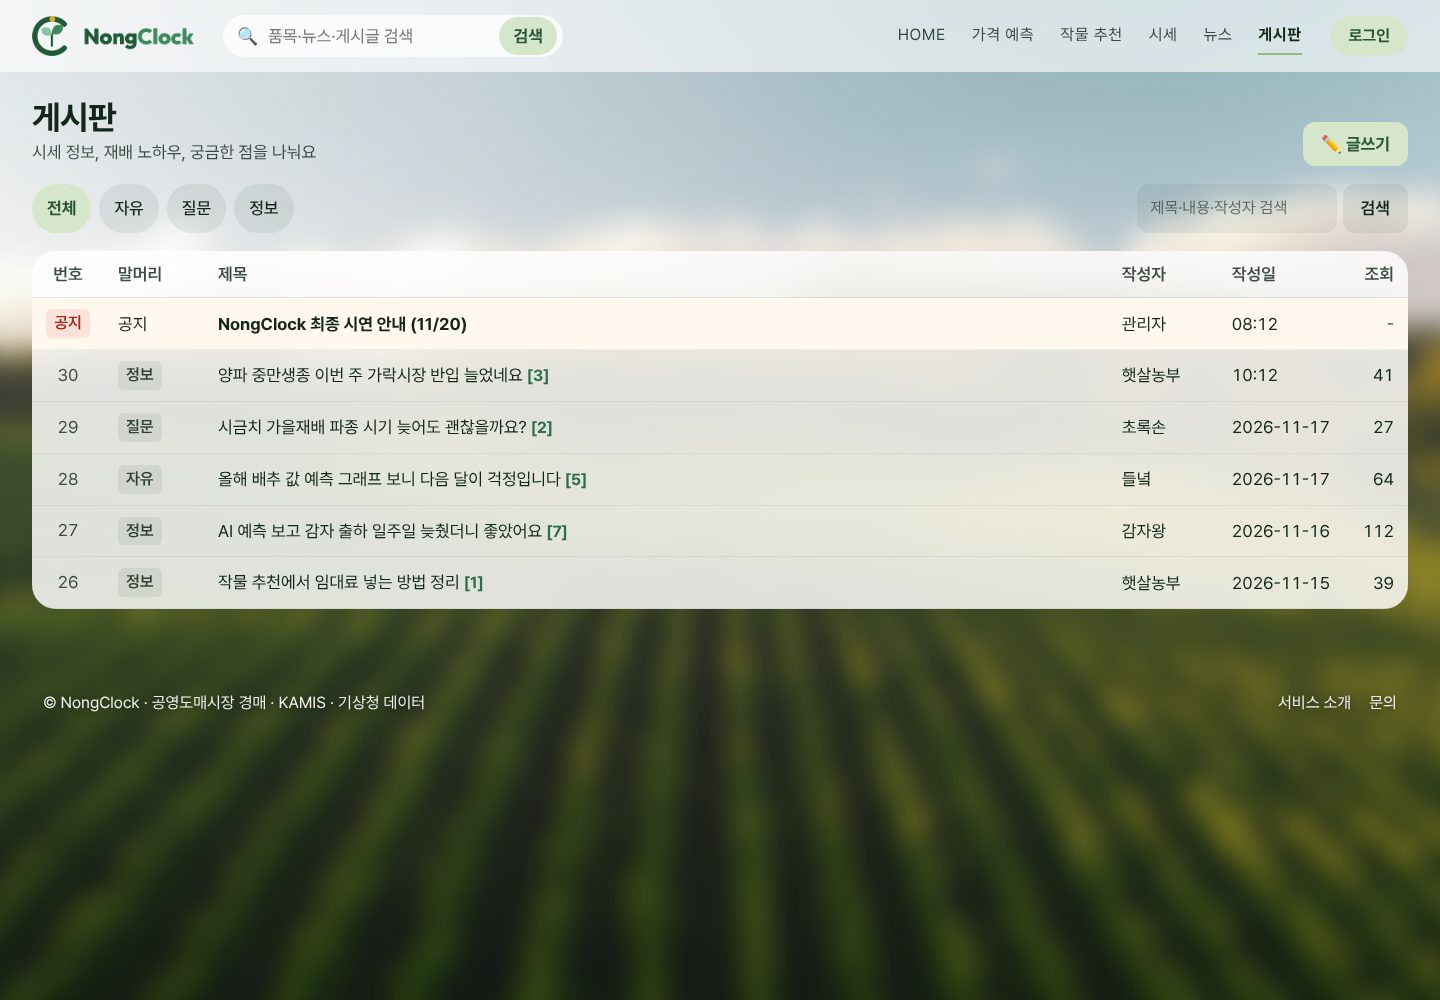 NongClock
품목·뉴스·게시글 검색
검색
HOME 가격 예측 작물 추천 시세 뉴스 게시판 로그인
게시판
시세 정보, 재배 노하우, 궁금한 점을 나눠요
글쓰기
전체 자유 질문 정보
제목·내용·작성자 검색 검색
번호 말머리 제목 작성자 작성일 조회
공지 공지 NongClock 최종 시연 안내 (11/20) 관리자 08:12 -
30 정보 양파 중만생종 이번 주 가락시장 반입 늘었네요 [3] 햇살농부 10:12 41
29 질문 시금치 가을재배 파종 시기 늦어도 괜찮을까요? [2] 초록손 2026-11-17 27
28 자유 올해 배추 값 예측 그래프 보니 다음 달이 걱정입니다 [5] 들녘 2026-11-17 64
27 정보 AI 예측 보고 감자 출하 일주일 늦췄더니 좋았어요 [7] 감자왕 2026-11-16 112
26 정보 작물 추천에서 임대료 넣는 방법 정리 [1] 햇살농부 2026-11-15 39
© NongClock · 공영도매시장 경매 · KAMIS · 기상청 데이터
서비스 소개 문의